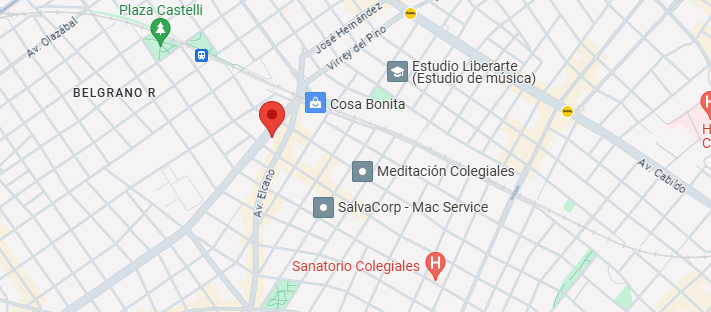 Plaza Castelli
Av. Olazábal
José Hernández
Virrey del Pino
BELGRANO R
Estudio Liberarte
(Estudio de música)
Cosa Bonita
H
C
Av. Cabildo
Meditación Colegiales
Av. Elcano
SalvaCorp - Mac Service
Sanatorio Colegiales
H